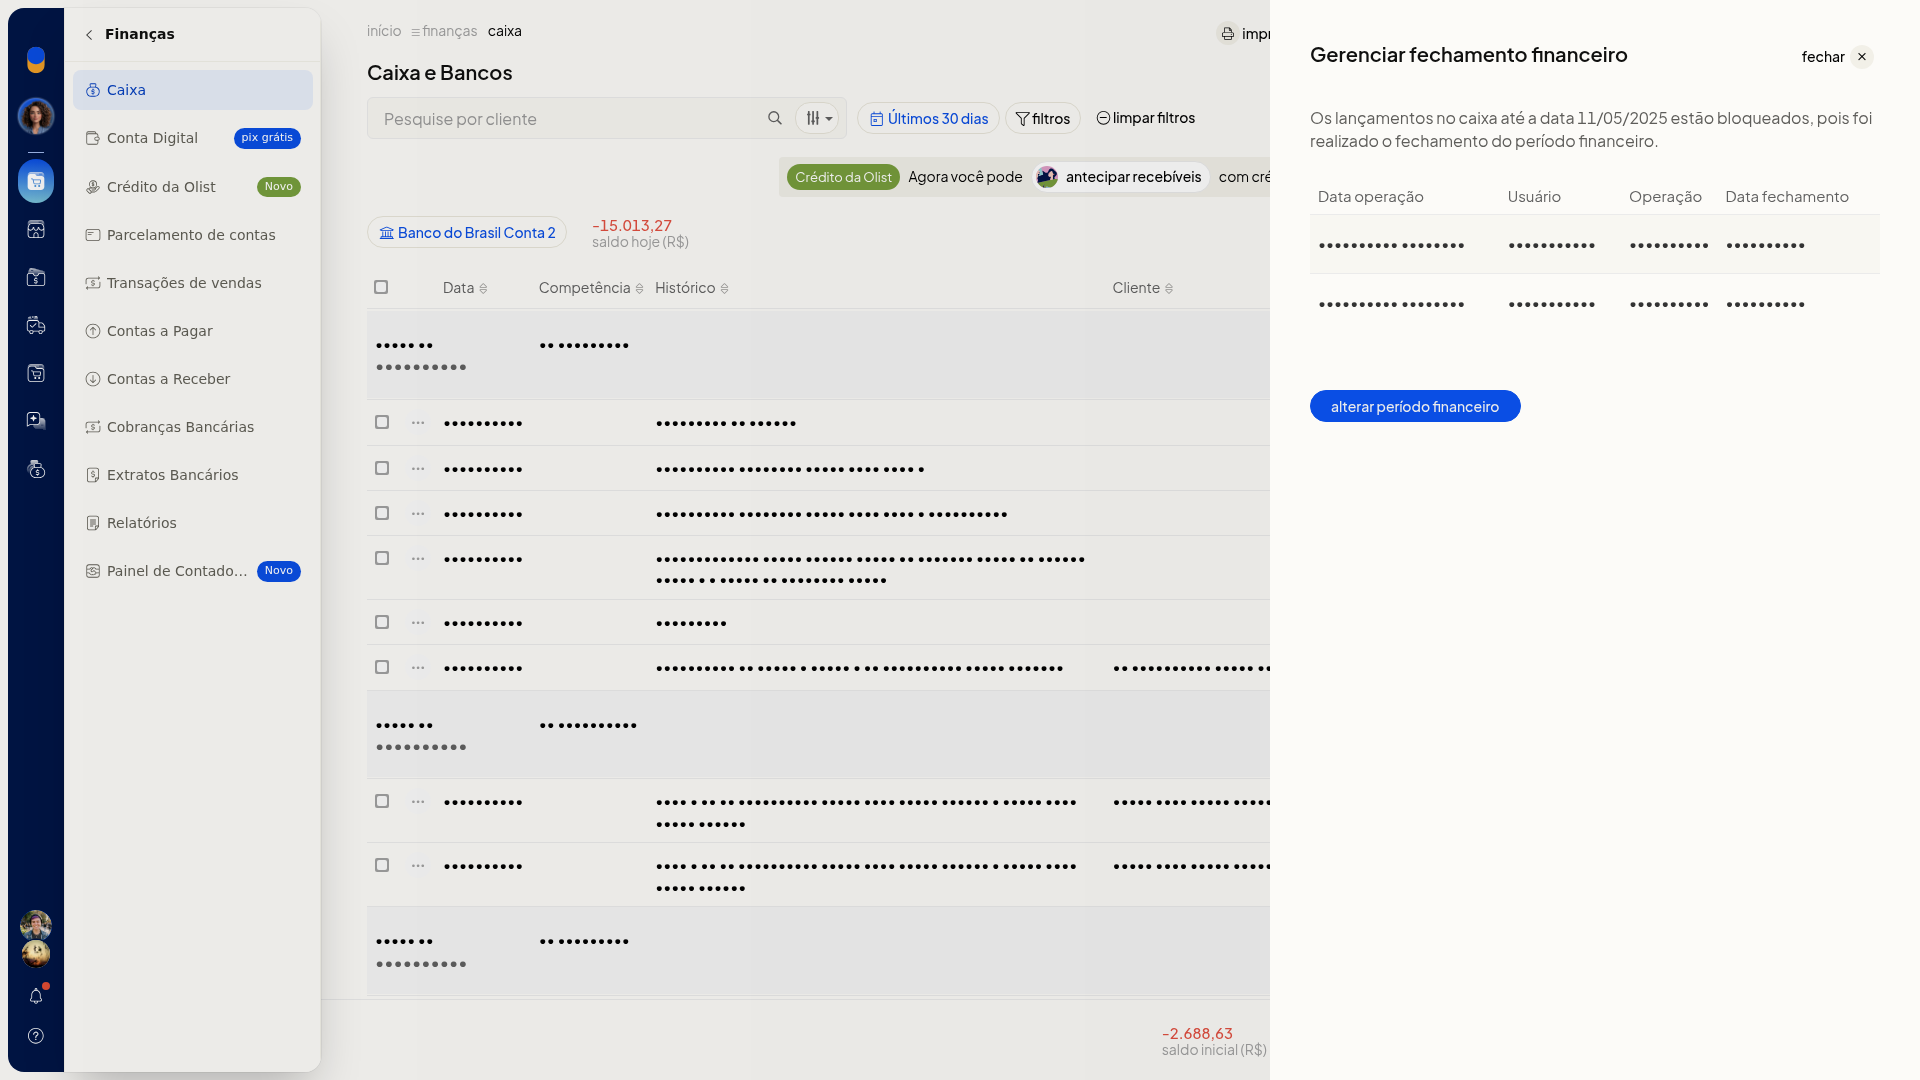 Finanças
Caixa
Conta Digital
pix grátis
Crédito da Olist
Novo
Parcelamento de contas
Transações de vendas
Contas a Pagar
Contas a Receber
Cobranças Bancárias
Extratos Bancários
Relatórios
Painel de Contado...
Novo
início
finanças
caixa
Caixa e Bancos
Pesquise por cliente
Últimos 30 dias
filtros
limpar filtros
Crédito da Olist Agora você pode antecipar recebíveis com cré
Banco do Brasil Conta 2
-15.013,27
saldo hoje (R$)
Data
Competência
Histórico
Cliente
-2.688,63
saldo inicial (R$)
Gerenciar fechamento financeiro
fechar
Os lançamentos no caixa até a data 11/05/2025 estão bloqueados, pois foi
realizado o fechamento do período financeiro.
Data operação
Usuário
Operação
Data fechamento
alterar período financeiro